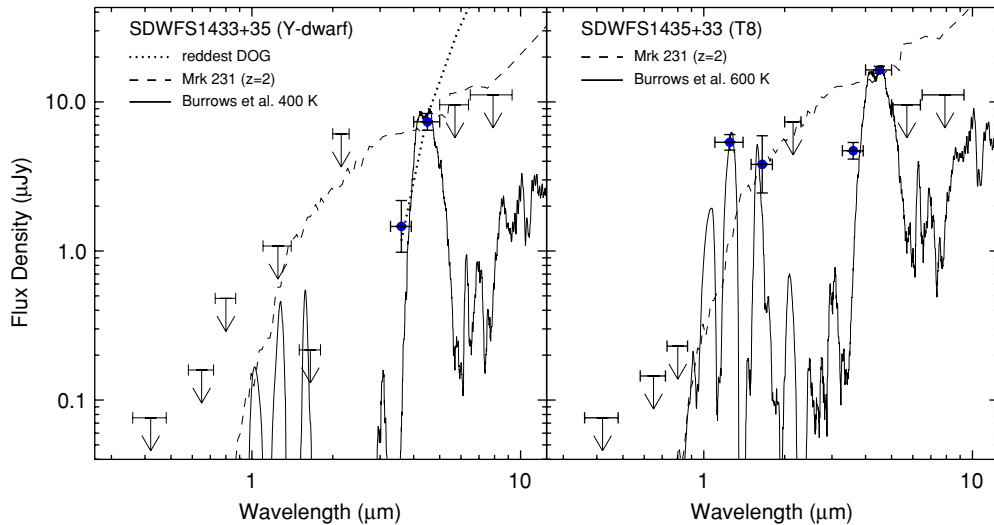 SDWFS1433+35 (Y-dwarf)
reddest DOG
Mrk 231 (z=2)
Burrows et al. 400 K
SDWFS1435+33 (T8)
Mrk 231 (z=2)
Burrows et al. 600 K
10.0
1.0
0.1
Flux Density (μJy)
1
10
1
10
Wavelength (μm)
Wavelength (μm)